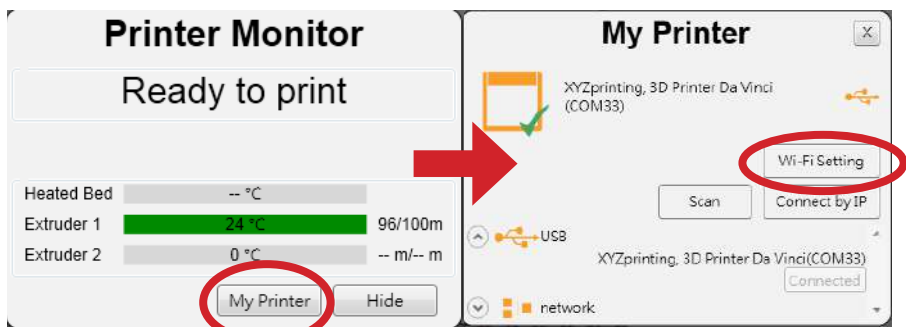 Printer Monitor
Ready to print
Heated Bed -- °C
Extruder 1 24 °C 96/100m
Extruder 2 0 °C -- m/-- m
My Printer Hide
My Printer X
XYZprinting, 3D Printer Da Vinci
(COM33)
Wi-Fi Setting
Scan Connect by IP
USB
XYZprinting, 3D Printer Da Vinci(COM33)
Connected
network